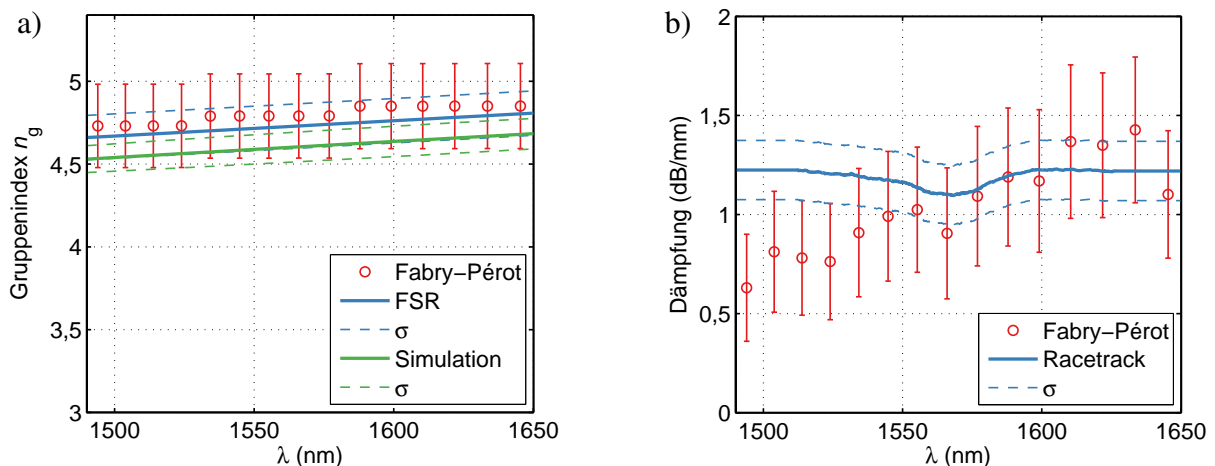 a)
Gruppenindex n_g
5
4,5
4
3,5
3
1500
1550
1600
1650
λ (nm)
Fabry−Pérot
FSR
σ
Simulation
σ
b)
Dämpfung (dB/mm)
2
1,5
1
0,5
0
1500
1550
1600
1650
λ (nm)
Fabry−Pérot
Racetrack
σ